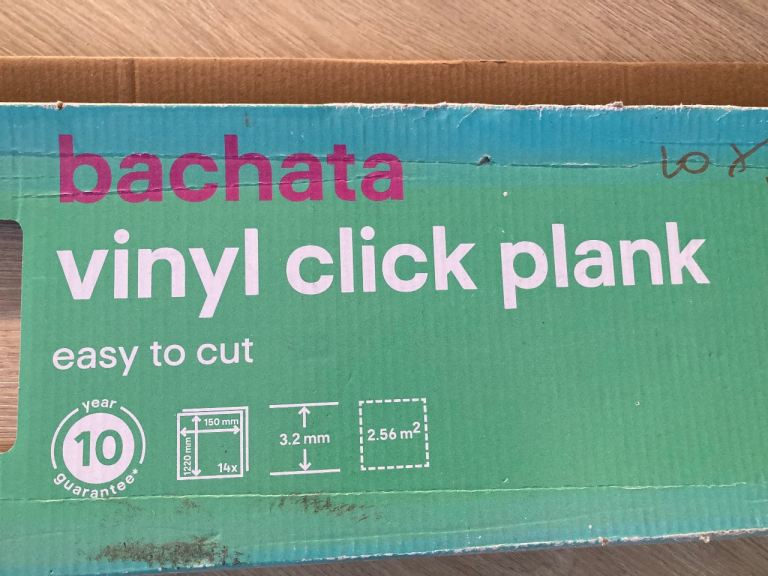 bachata
vinyl click plank
easy to cut
year
10
guarantee*
150 mm
1220 mm
14x
3.2 mm
2.56 m²